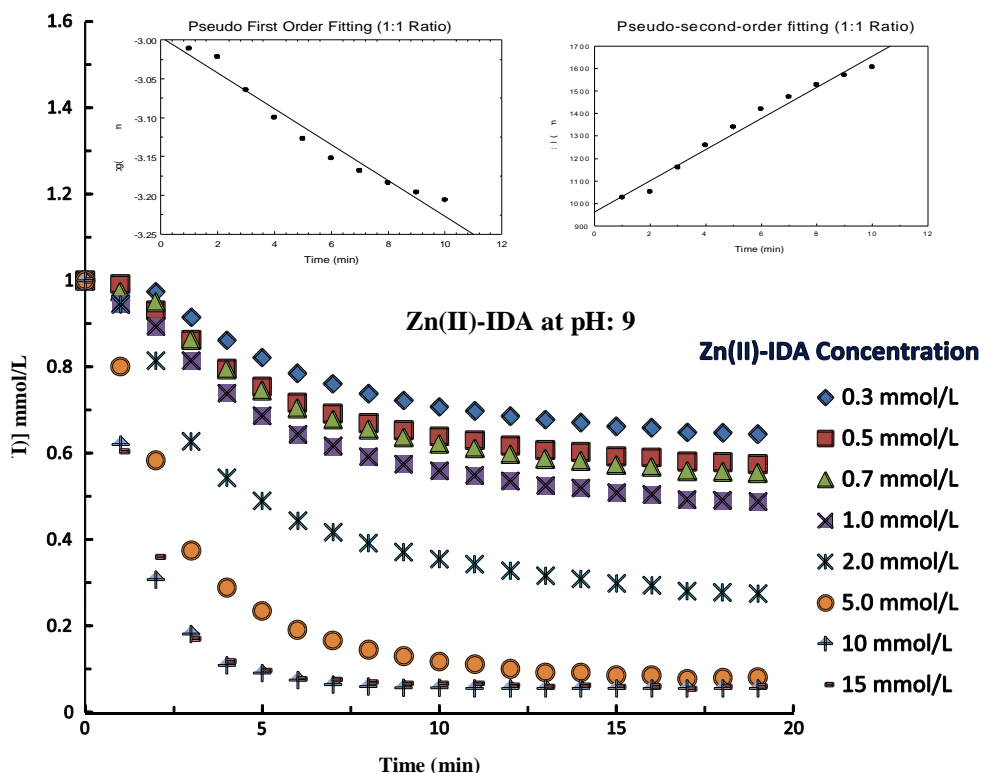 Pseudo First Order Fitting (1:1 Ratio)
-3.00
-3.05
-3.10
-3.15
-3.20
-3.25
0 2 4 6 8 10 12
Time (min)
Pseudo-second-order fitting (1:1 Ratio)
1700
1600
1500
1400
1300
1200
1100
1000
900
0 2 4 6 8 10 12
Time (min)
1.6
1.4
1.2
1
0.8
0.6
0.4
0.2
0
mmol/L
Zn(II)-IDA at pH: 9
Zn(II)-IDA Concentration
0.3 mmol/L
0.5 mmol/L
0.7 mmol/L
1.0 mmol/L
2.0 mmol/L
5.0 mmol/L
10 mmol/L
15 mmol/L
0 5 10 15 20
Time (min)